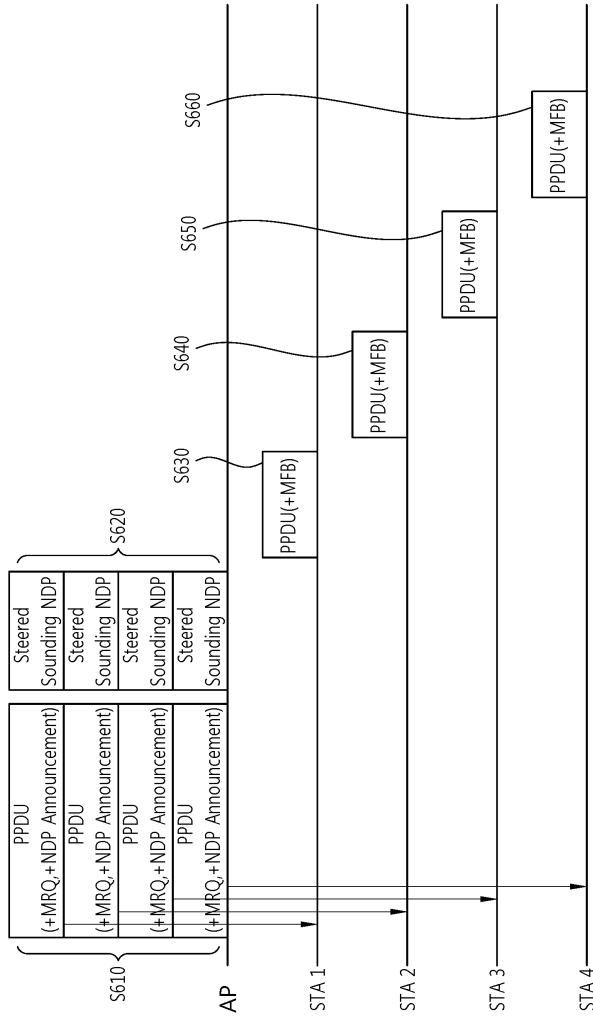 S610
PPDU
(+MRQ,+NDP Announcement)
PPDU
(+MRQ,+NDP Announcement)
PPDU
(+MRQ,+NDP Announcement)
PPDU
(+MRQ,+NDP Announcement)
Steered
Sounding NDP
Steered
Sounding NDP
Steered
Sounding NDP
Steered
Sounding NDP
S620
S630
S640
S650
S660
AP
PPDU(+MFB)
STA 1
PPDU(+MFB)
STA 2
PPDU(+MFB)
STA 3
PPDU(+MFB)
STA 4